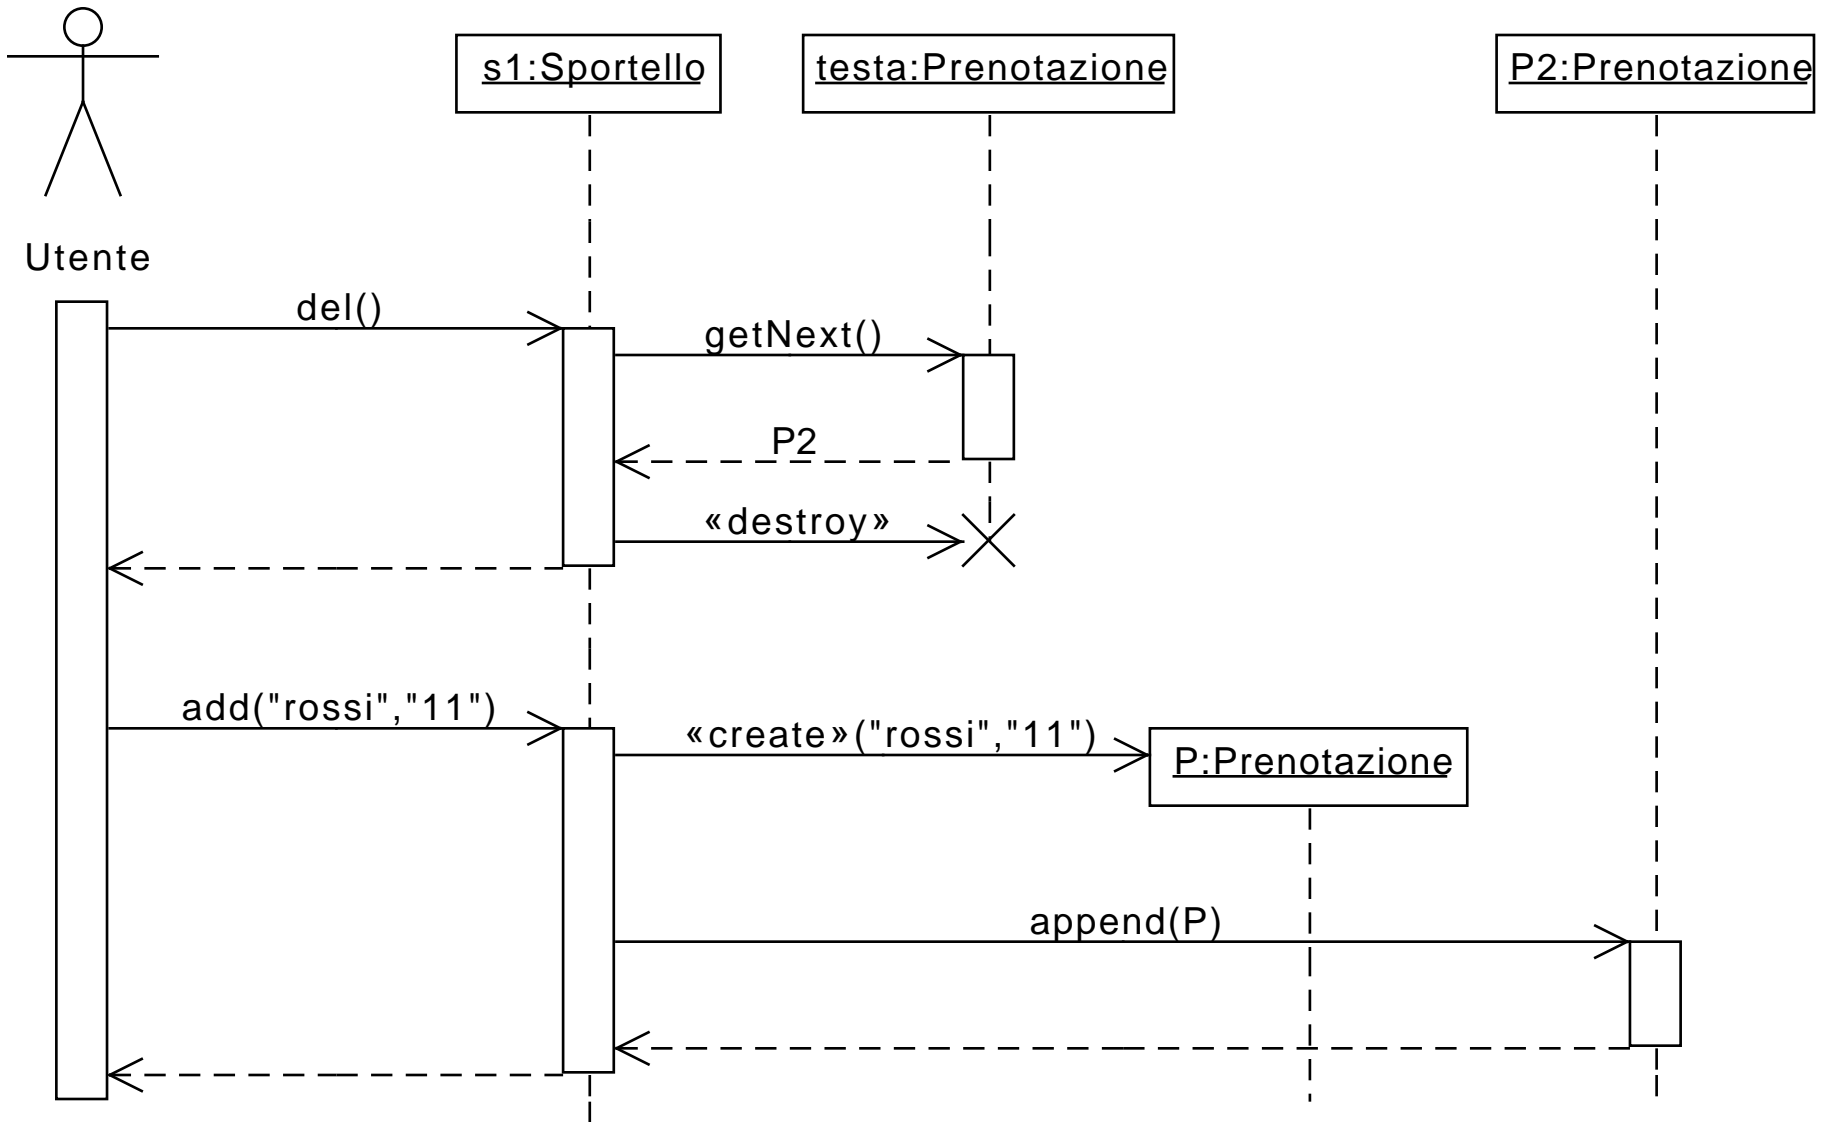 s1:Sportello
testa:Prenotazione
P2:Prenotazione
Utente
del()
getNext()
P2
«destroy»
add("rossi","11")
«create»("rossi","11")
P:Prenotazione
append(P)